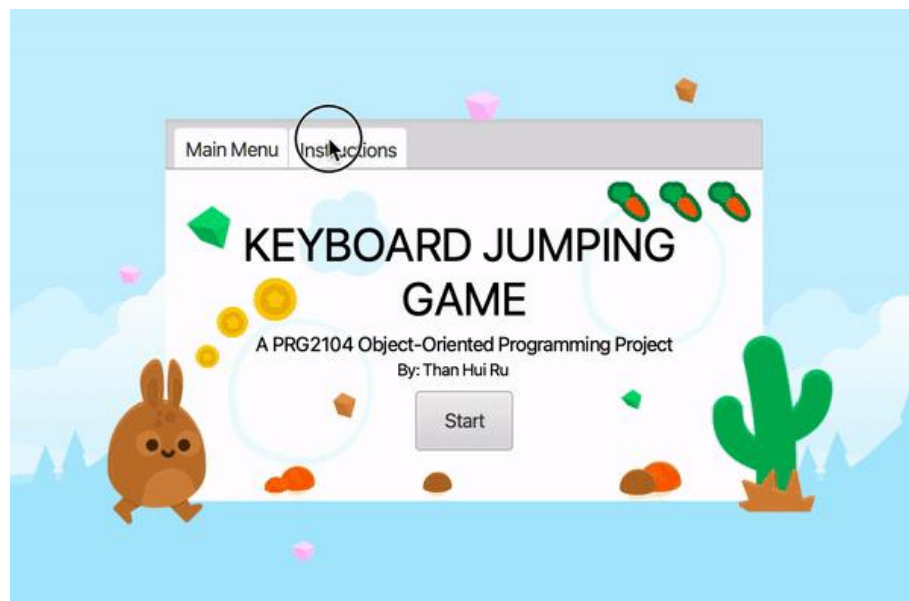 Main Menu Instructions
KEYBOARD JUMPING
GAME
A PRG2104 Object-Oriented Programming Project
By: Than Hui Ru
Start